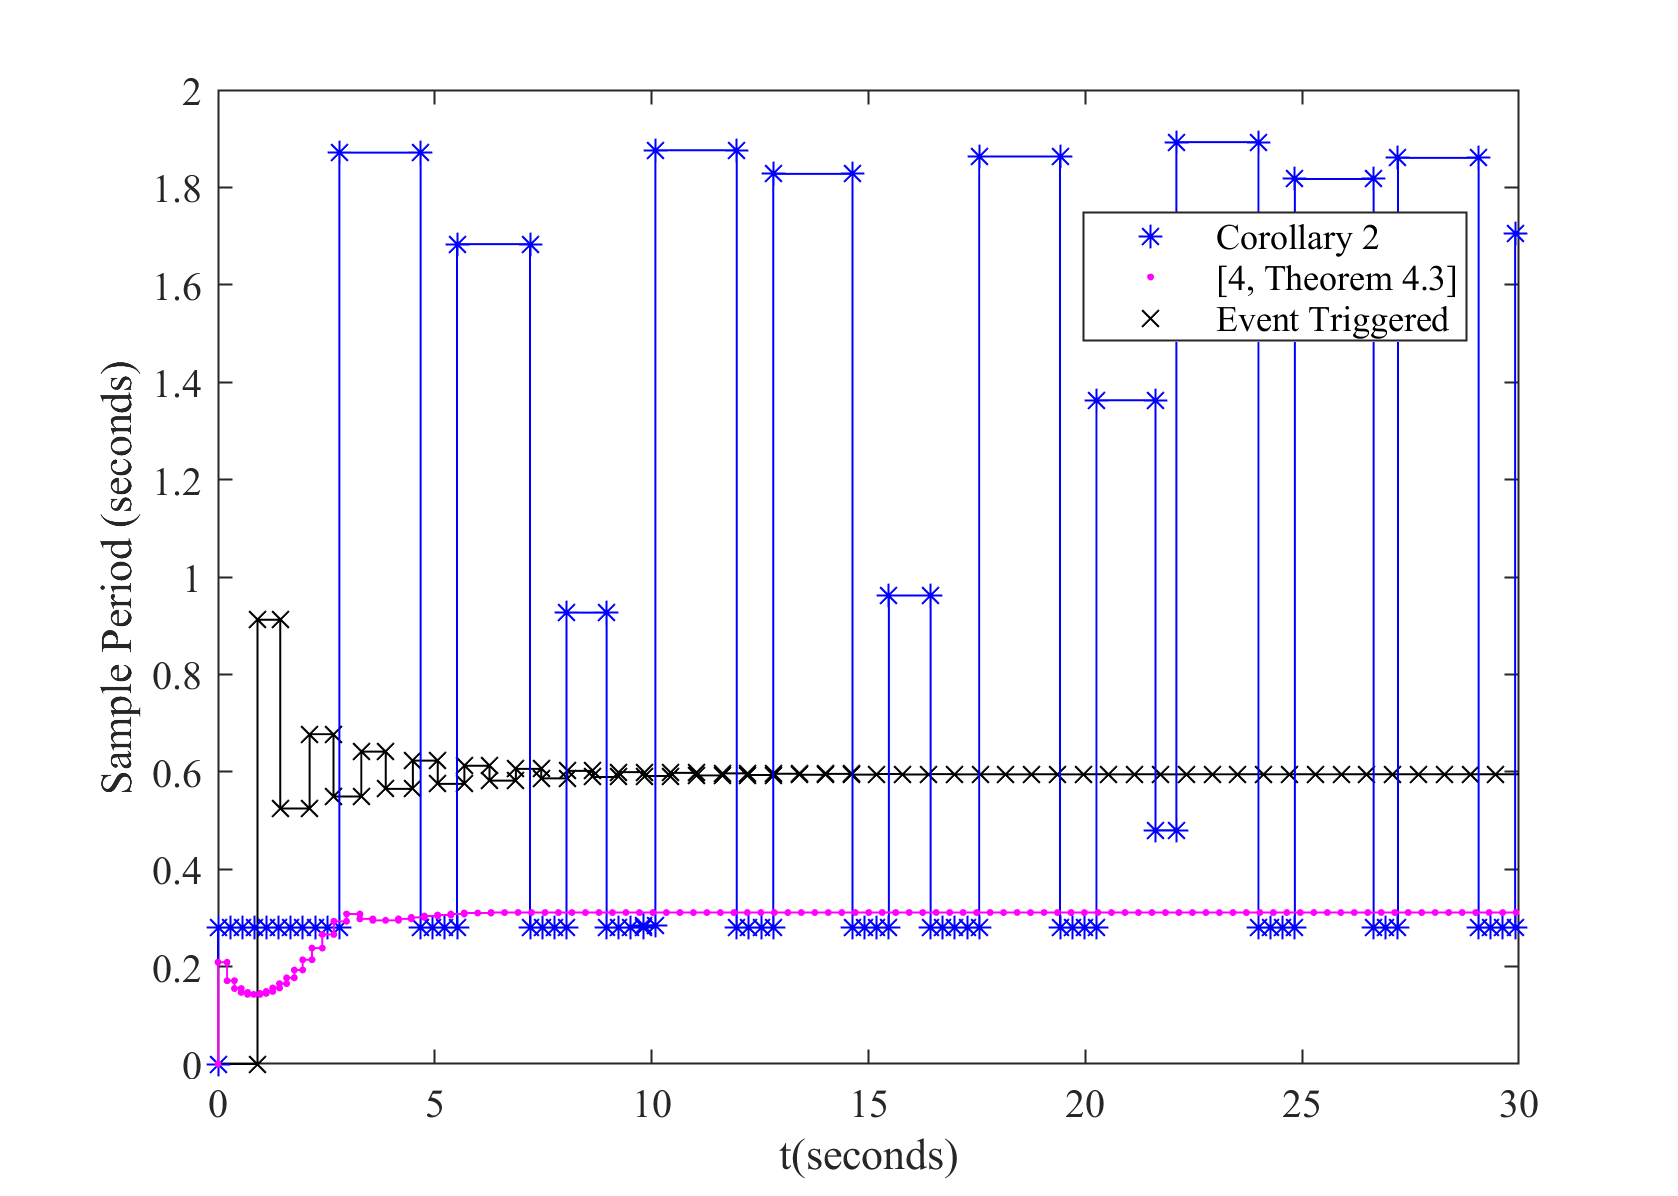 2
1.8
1.6
1.4
1.2
1
0.8
0.6
0.4
0.2
0
Sample Period (seconds)
Corollary 2
[4, Theorem 4.3]
Event Triggered
0 5 10 15 20 25 30
t(seconds)